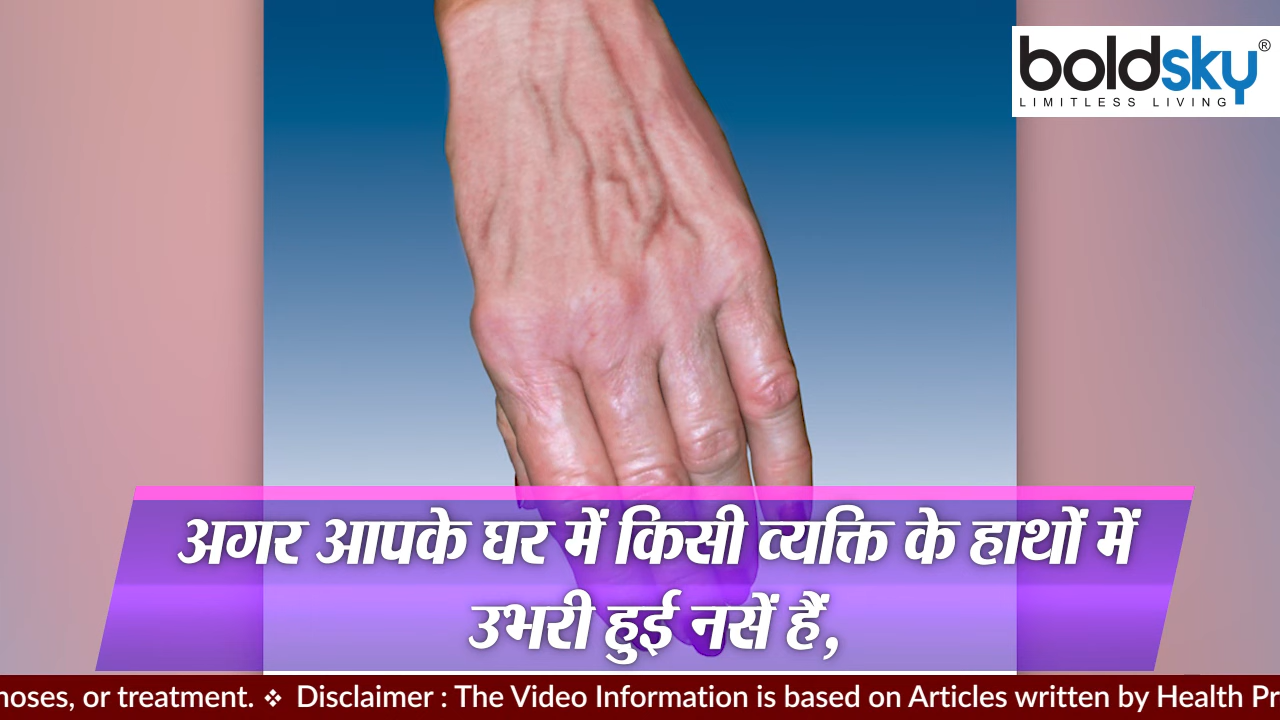 boldsky®
LIMITLESS LIVING
अगर आपके घर में किसी व्यक्ति के हाथों में
उभरी हुई नसें हैं,
noses, or treatment. ❖ Disclaimer : The Video Information is based on Articles written by Health Pr